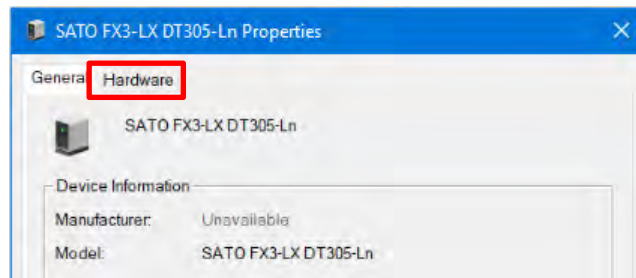 SATO FX3-LX DT305-Ln Properties
General Hardware
SATO FX3-LX DT305-Ln
Device Information
Manufacturer: Unavailable
Model: SATO FX3-LX DT305-Ln